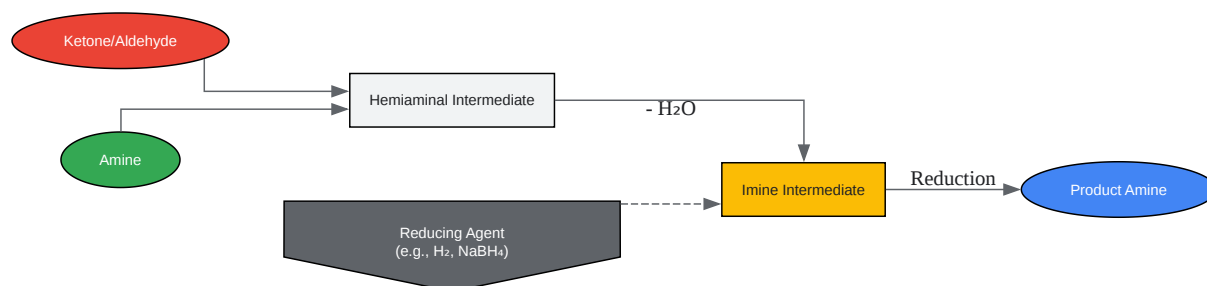 Ketone/Aldehyde
Hemiaminal Intermediate
- H₂O
Amine
Imine Intermediate
Reduction
Product Amine
Reducing Agent
(e.g., H₂, NaBH₄)